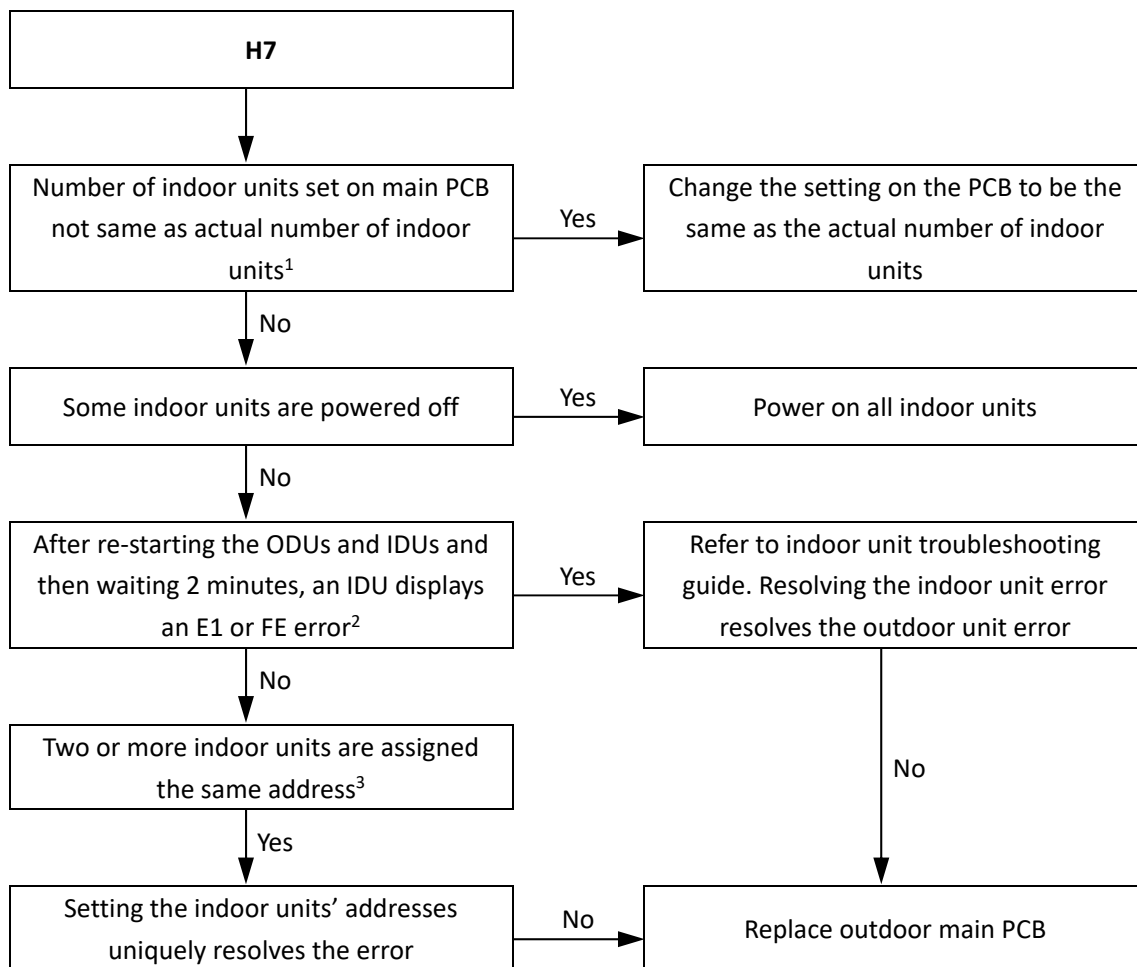 H7
Number of indoor units set on main PCB
not same as actual number of indoor
units¹
Yes
Change the setting on the PCB to be the
same as the actual number of indoor
units
No
Some indoor units are powered off
Yes
Power on all indoor units
No
After re-starting the ODUs and IDUs and
then waiting 2 minutes, an IDU displays
an E1 or FE error²
Yes
Refer to indoor unit troubleshooting
guide. Resolving the indoor unit error
resolves the outdoor unit error
No
Two or more indoor units are assigned
the same address³
No
Yes
Setting the indoor units’ addresses
uniquely resolves the error
No
Replace outdoor main PCB